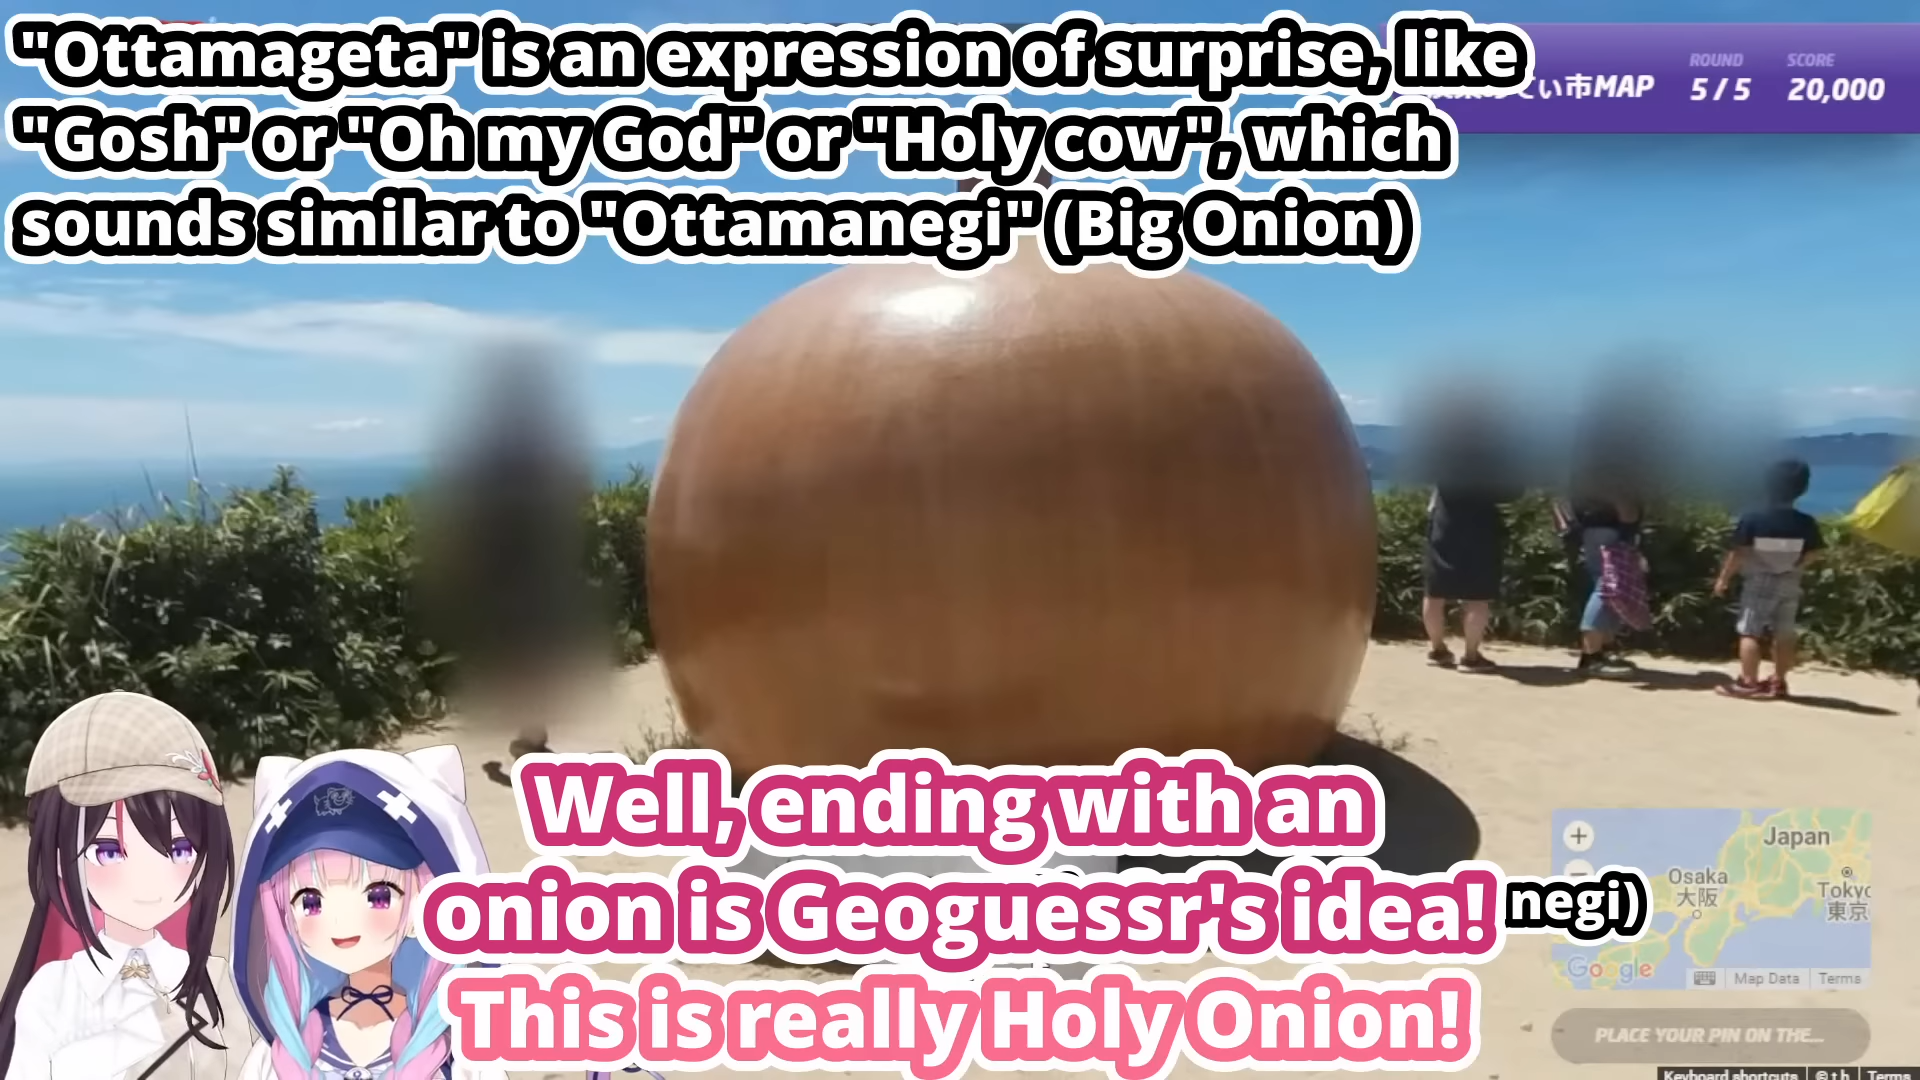 "Ottamageta" is an expression of surprise, like
"Gosh" or "Oh my God" or "Holy cow", which
sounds similar to "Ottamanegi" (Big Onion)
い市MAP
ROUND
5 / 5
SCORE
20,000
Well, ending with an
onion is Geoguessr's idea!
negi)
This is really Holy Onion!
+
Japan
Osaka
大阪
Tokyo
東京
Google
Map Data
Terms
PLACE YOUR PIN ON THE...
Keyboard shortcuts
Terms